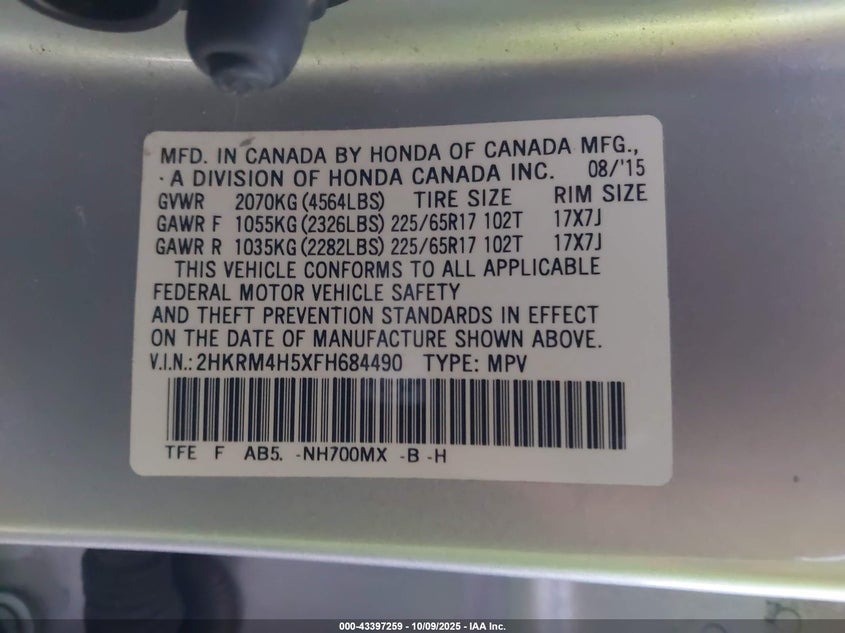 MFD. IN CANADA BY HONDA OF CANADA MFG.,
· A DIVISION OF HONDA CANADA INC. 08/'15
GVWR 2070KG (4564LBS) TIRE SIZE RIM SIZE
GAWR F 1055KG (2326LBS) 225/65R17 102T 17X7J
GAWR R 1035KG (2282LBS) 225/65R17 102T 17X7J
THIS VEHICLE CONFORMS TO ALL APPLICABLE
FEDERAL MOTOR VEHICLE SAFETY
AND THEFT PREVENTION STANDARDS IN EFFECT
ON THE DATE OF MANUFACTURE SHOWN ABOVE.
V.I.N.: 2HKRM4H5XFH684490 TYPE: MPV
TFE F AB5. -NH700MX -B -H
000-43397259 - 10/09/2025 - IAA Inc.